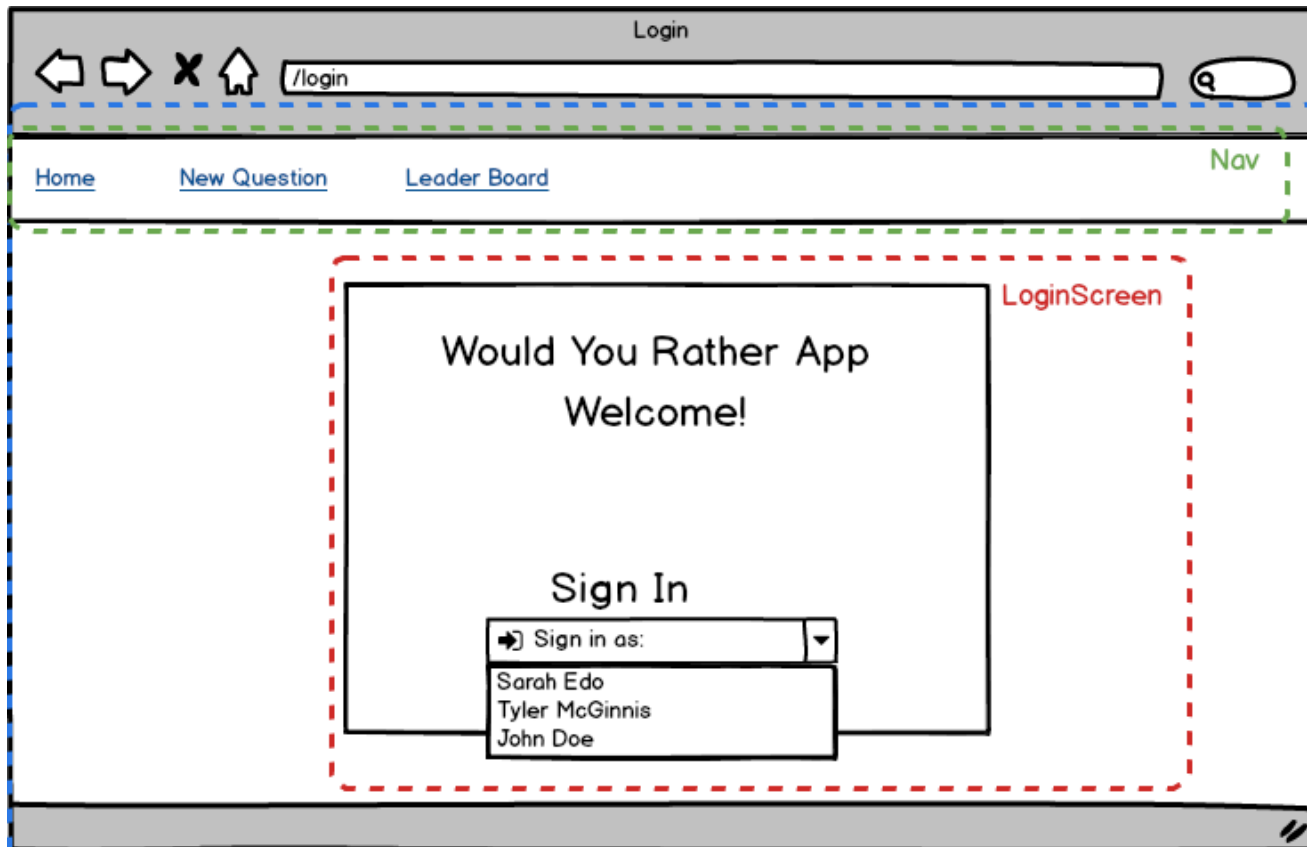 Login
/login
Home New Question Leader Board Nav
LoginScreen
Would You Rather App
Welcome!
Sign In
Sign in as:
Sarah Edo
Tyler McGinnis
John Doe